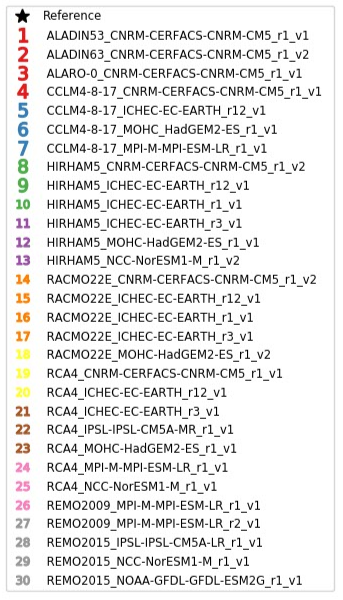 Reference
1 ALADIN53_CNRM-CERFACS-CNRM-CM5_r1_v1
2 ALADIN63_CNRM-CERFACS-CNRM-CM5_r1_v2
3 ALARO-0_CNRM-CERFACS-CNRM-CM5_r1_v1
4 CCLM4-8-17_CNRM-CERFACS-CNRM-CM5_r1_v1
5 CCLM4-8-17_ICHEC-EC-EARTH_r12_v1
6 CCLM4-8-17_MOHC_HadGEM2-ES_r1_v1
7 CCLM4-8-17_MPI-M-MPI-ESM-LR_r1_v1
8 HIRHAM5_CNRM-CERFACS-CNRM-CM5_r1_v2
9 HIRHAM5_ICHEC-EC-EARTH_r12_v1
10 HIRHAM5_ICHEC-EC-EARTH_r1_v1
11 HIRHAM5_ICHEC-EC-EARTH_r3_v1
12 HIRHAM5_MOHC-HadGEM2-ES_r1_v1
13 HIRHAM5_NCC-NorESM1-M_r1_v2
14 RACMO22E_CNRM-CERFACS-CNRM-CM5_r1_v2
15 RACMO22E_ICHEC-EC-EARTH_r12_v1
16 RACMO22E_ICHEC-EC-EARTH_r1_v1
17 RACMO22E_ICHEC-EC-EARTH_r3_v1
18 RACMO22E_MOHC-HadGEM2-ES_r1_v2
19 RCA4_CNRM-CERFACS-CNRM-CM5_r1_v1
20 RCA4_ICHEC-EC-EARTH_r12_v1
21 RCA4_ICHEC-EC-EARTH_r3_v1
22 RCA4_IPSL-IPSL-CM5A-MR_r1_v1
23 RCA4_MOHC-HadGEM2-ES_r1_v1
24 RCA4_MPI-M-MPI-ESM-LR_r1_v1
25 RCA4_NCC-NorESM1-M_r1_v1
26 REMO2009_MPI-M-MPI-ESM-LR_r1_v1
27 REMO2009_MPI-M-MPI-ESM-LR_r2_v1
28 REMO2015_IPSL-IPSL-CM5A-LR_r1_v1
29 REMO2015_NCC-NorESM1-M_r1_v1
30 REMO2015_NOAA-GFDL-GFDL-ESM2G_r1_v1